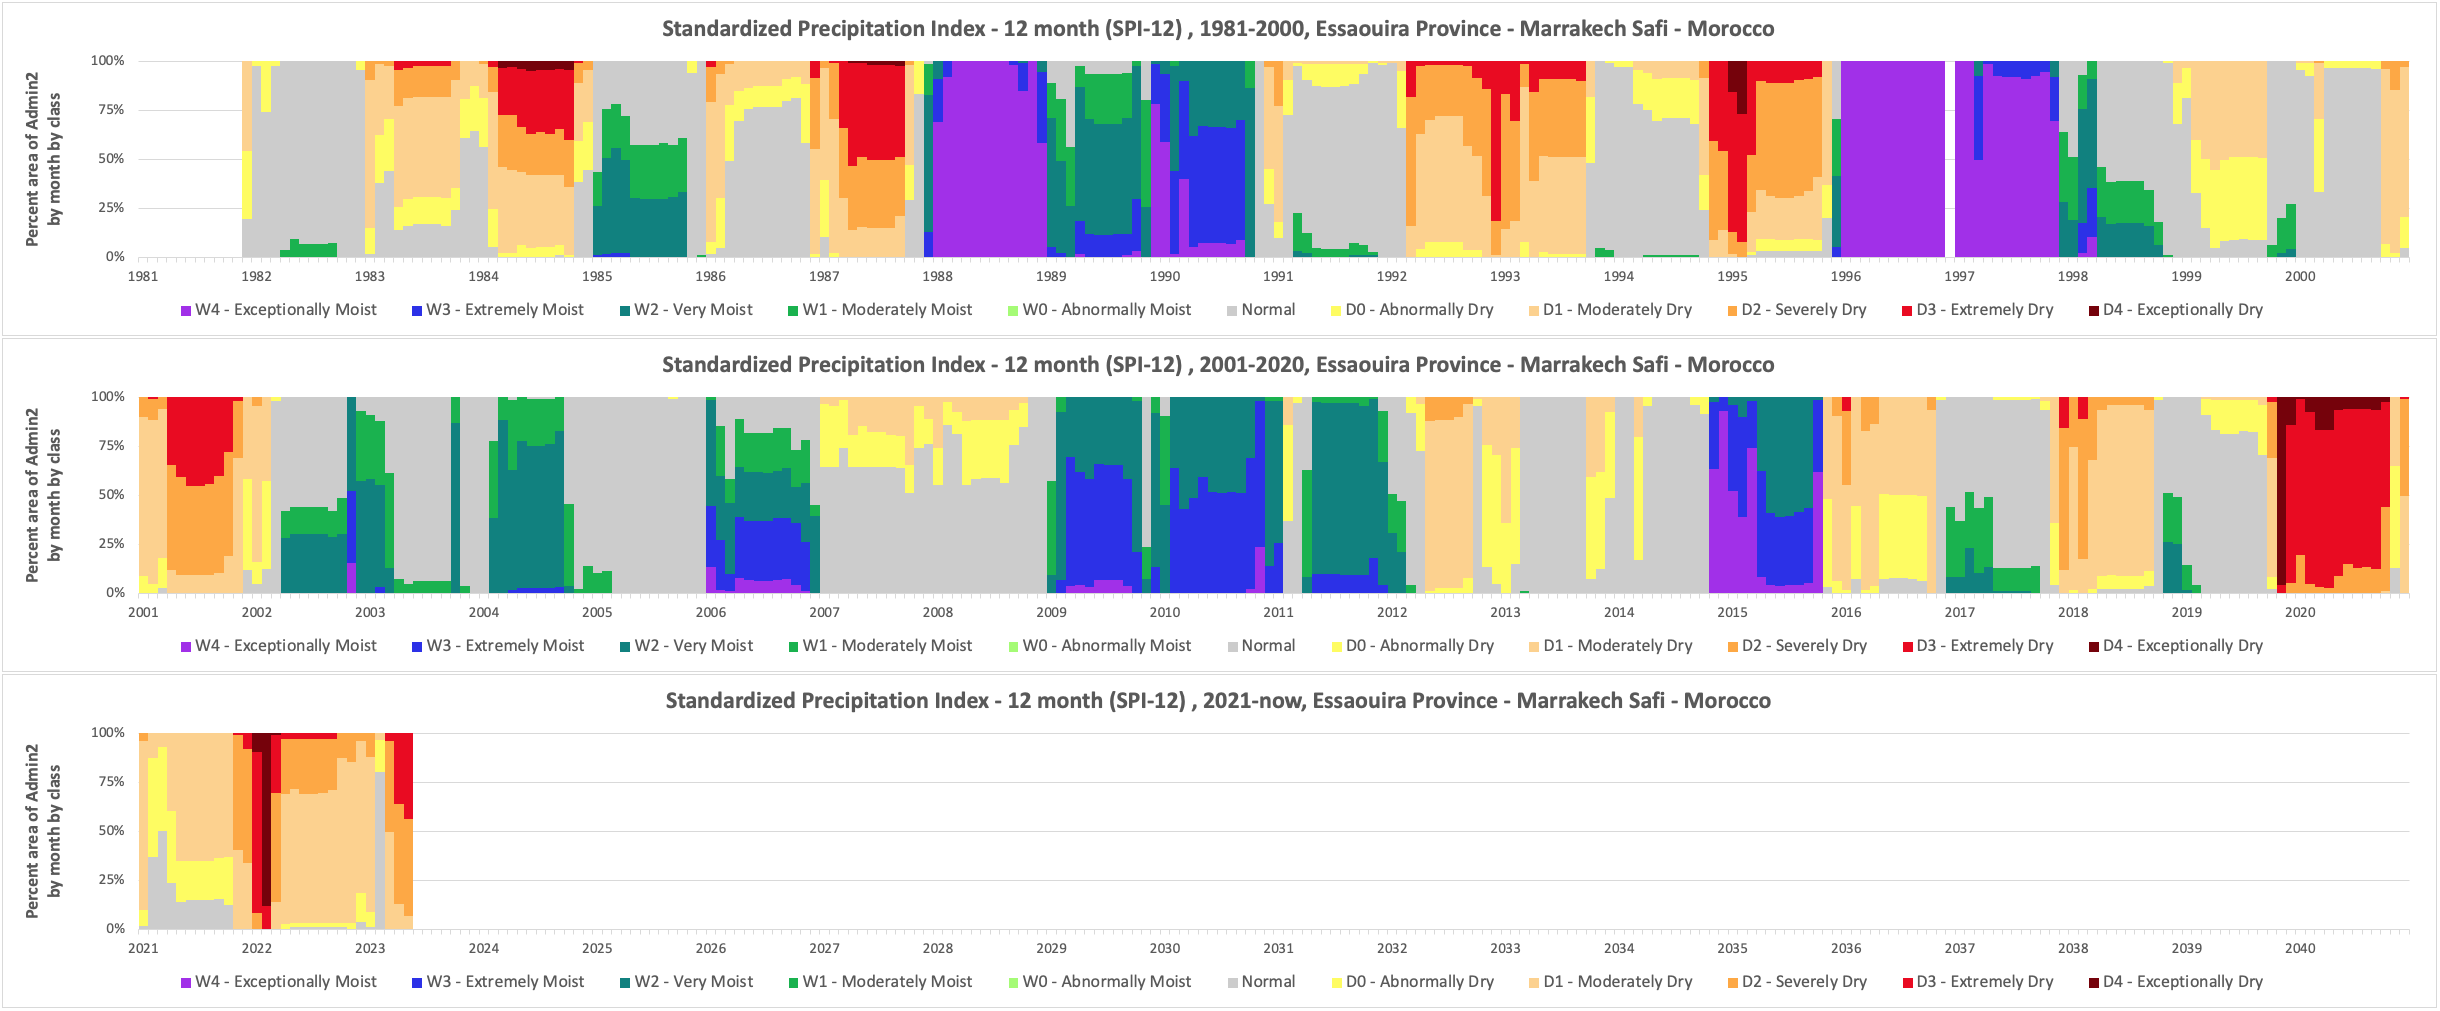 Standardized Precipitation Index - 12 month (SPI-12) , 1981-2000, Essaouira Province - Marrakech Safi - Morocco
Percent area of Admin2
by month by class
100%
75%
50%
25%
0%
1981 1982 1983 1984 1985 1986 1987 1988 1989 1990 1991 1992 1993 1994 1995 1996 1997 1998 1999 2000
W4 - Exceptionally Moist W3 - Extremely Moist W2 - Very Moist W1 - Moderately Moist W0 - Abnormally Moist Normal D0 - Abnormally Dry D1 - Moderately Dry D2 - Severely Dry D3 - Extremely Dry D4 - Exceptionally Dry
Standardized Precipitation Index - 12 month (SPI-12) , 2001-2020, Essaouira Province - Marrakech Safi - Morocco
Percent area of Admin2
by month by class
100%
75%
50%
25%
0%
2001 2002 2003 2004 2005 2006 2007 2008 2009 2010 2011 2012 2013 2014 2015 2016 2017 2018 2019 2020
W4 - Exceptionally Moist W3 - Extremely Moist W2 - Very Moist W1 - Moderately Moist W0 - Abnormally Moist Normal D0 - Abnormally Dry D1 - Moderately Dry D2 - Severely Dry D3 - Extremely Dry D4 - Exceptionally Dry
Standardized Precipitation Index - 12 month (SPI-12) , 2021-now, Essaouira Province - Marrakech Safi - Morocco
Percent area of Admin2
by month by class
100%
75%
50%
25%
0%
2021 2022 2023 2024 2025 2026 2027 2028 2029 2030 2031 2032 2033 2034 2035 2036 2037 2038 2039 2040
W4 - Exceptionally Moist W3 - Extremely Moist W2 - Very Moist W1 - Moderately Moist W0 - Abnormally Moist Normal D0 - Abnormally Dry D1 - Moderately Dry D2 - Severely Dry D3 - Extremely Dry D4 - Exceptionally Dry